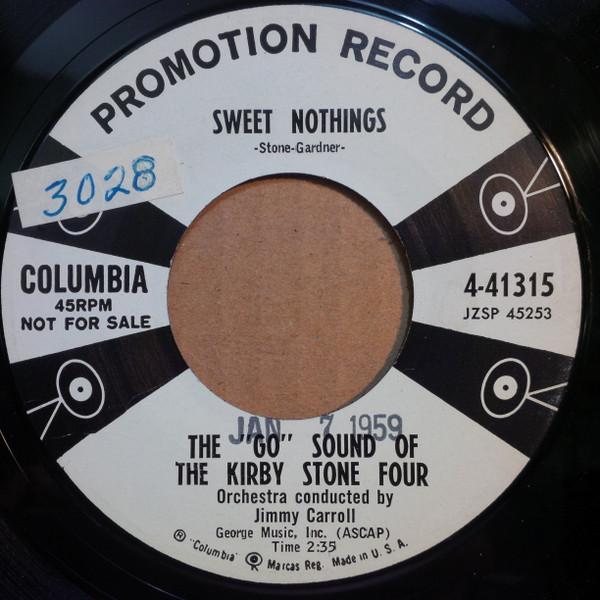 PROMOTION RECORD
SWEET NOTHINGS
-Stone-Gardner-
3028
COLUMBIA
45RPM
NOT FOR SALE
4-41315
JZSP 45253
JAN 7 1959
THE "GO" SOUND OF
THE KIRBY STONE FOUR
Orchestra conducted by
Jimmy Carroll
George Music, Inc. (ASCAP)
Time 2:35
® "Columbia" Marcas Reg. Made in U. S. A.